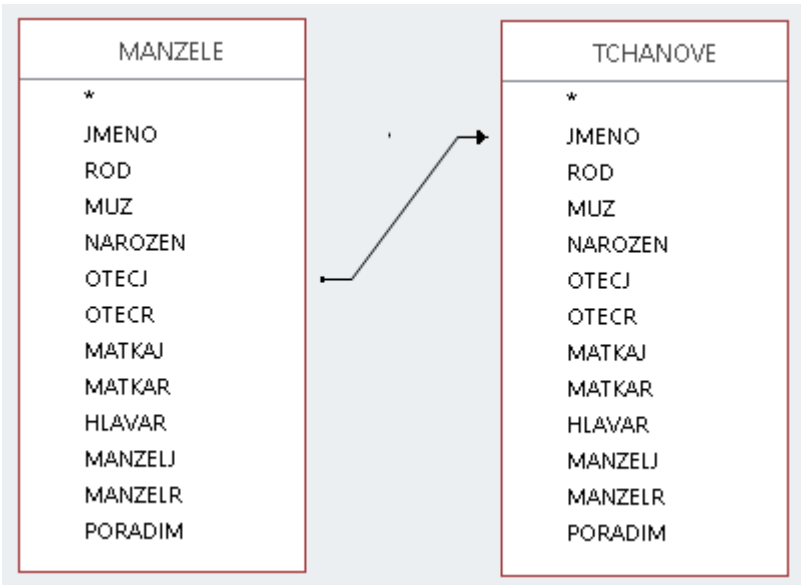 MANZELE
*
JMENO
ROD
MUZ
NAROZEN
OTECJ
OTECR
MATKAJ
MATKAR
HLAVAR
MANZELJ
MANZELR
PORADIM
TCHANOVE
*
JMENO
ROD
MUZ
NAROZEN
OTECJ
OTECR
MATKAJ
MATKAR
HLAVAR
MANZELJ
MANZELR
PORADIM